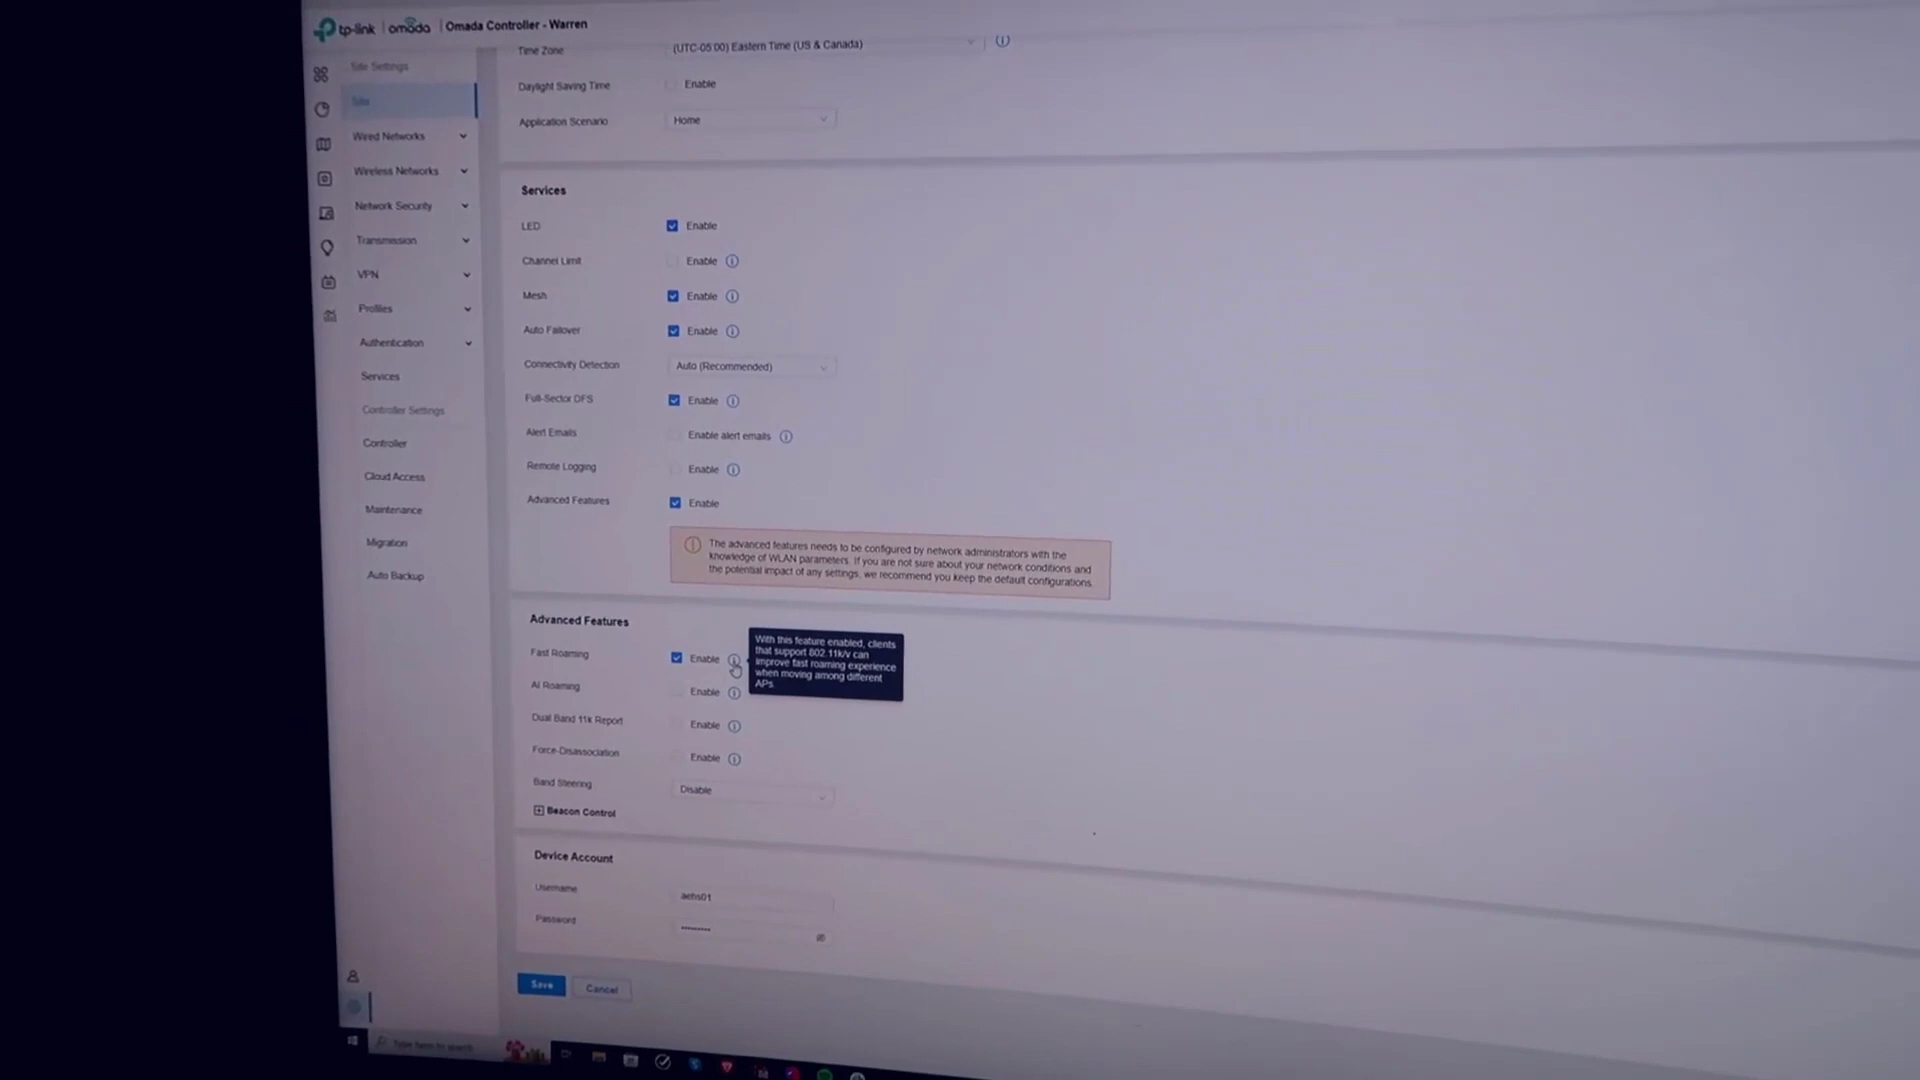 tp-link | omada | Omada Controller - Warren
Site Settings
Site
Wired Networks
Wireless Networks
Network Security
Transmission
VPN
Profiles
Authentication
Services
Controller Settings
Controller
Cloud Access
Maintenance
Migration
Auto Backup
Time Zone (UTC-05:00) Eastern Time (US & Canada)
Daylight Saving Time Enable
Application Scenario Home
Services
LED Enable
Channel Limit Enable
Mesh Enable
Auto Failover Enable
Connectivity Detection Auto (Recommended)
Full-Sector DFS Enable
Alert Emails Enable alert emails
Remote Logging Enable
Advanced Features Enable
The advanced features needs to be configured by network administrators with the
knowledge of WLAN parameters. If you are not sure about your network conditions and
the potential impact of any settings, we recommend you keep the default configurations.
Advanced Features
Fast Roaming Enable
With this feature enabled, clients
that support 802.11k/v can
improve fast roaming experience
when moving among different
APs.
AI Roaming Enable
Dual Band 11k Report Enable
Force-Disassociation Enable
Band Steering Disable
Beacon Control
Device Account
Username aehs01
Password
Save Cancel
Type here to search